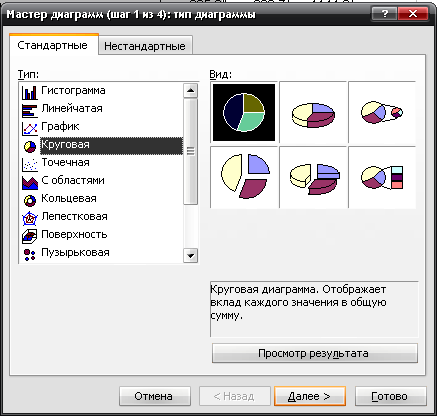 Мастер диаграмм (шаг 1 из 4): тип диаграммы
Стандартные
Нестандартные
Тип:
Вид:
Гистограмма
Линейчатая
График
Круговая
Точечная
С областями
Кольцевая
Лепестковая
Поверхность
Пузырьковая
Круговая диаграмма. Отображает
вклад каждого значения в общую
сумму.
Просмотр результата
Отмена
< Назад
Далее >
Готово